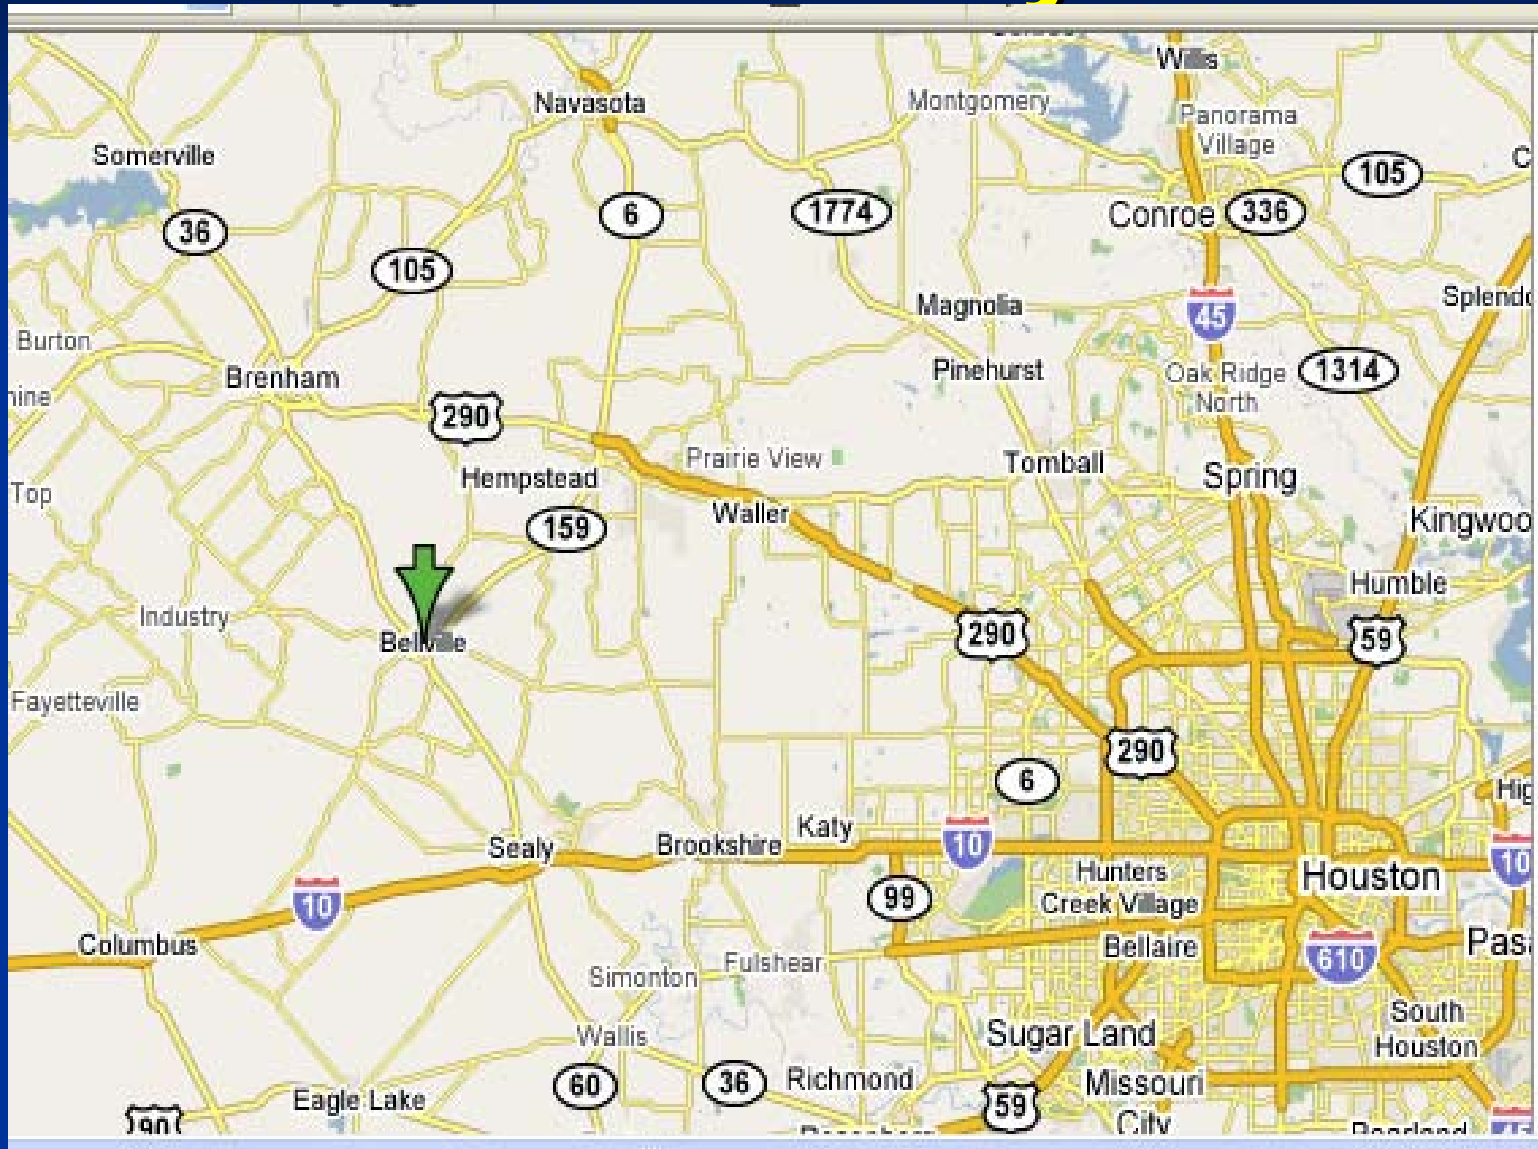 Wills
Navasota
Montgomery
Panorama
Village
Somerville
105
6
1774
Conroe
336
36
105
Magnolia
45
Burton
Pinehurst
Oak Ridge
North
1314
Brenham
290
Prairie View
Tomball
Hempstead
Spring
Top
Waller
159
Humble
Industry
290
59
Bellville
Fayetteville
290
6
Katy
10
Sealy
Brookshire
Hunters
Creek Village
Houston
10
10
99
Columbus
Bellaire
610
Simonton
Fulshear
South
Houston
Wallis
Sugar Land
60
36
Richmond
Missouri
City
Eagle Lake
59
90